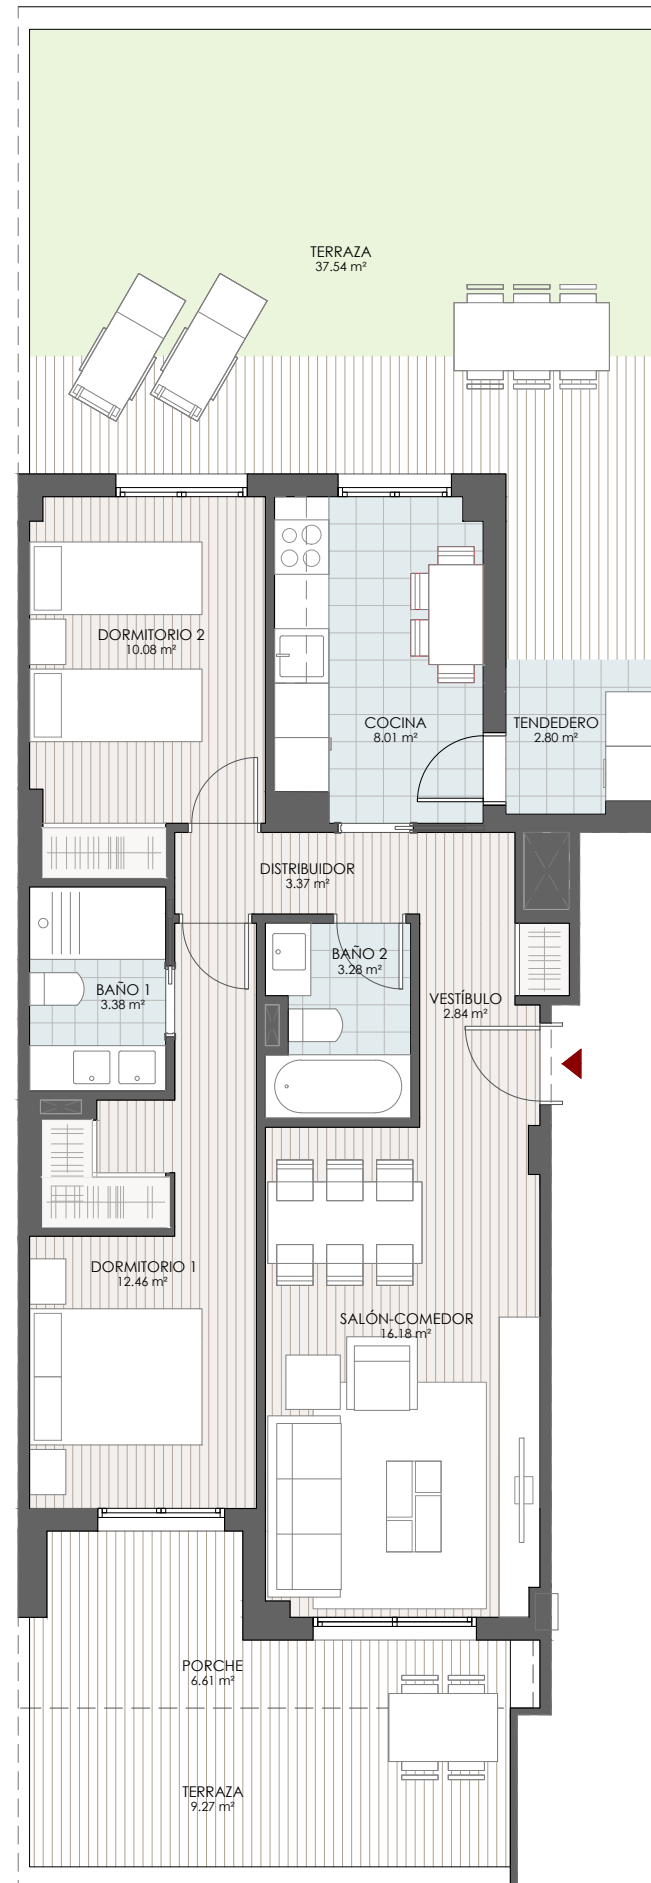 TERRAZA
37.54 m²
DORMITORIO 2
10.08 m²
COCINA
8.01 m²
TENDEDERO
2.80 m²
DISTRIBUIDOR
3.37 m²
BAÑO 2
3.28 m²
BAÑO 1
3.38 m²
VESTÍBULO
2.84 m²
DORMITORIO 1
12.46 m²
SALÓN-COMEDOR
16.18 m²
PORCHE
6.61 m²
TERRAZA
9.27 m²